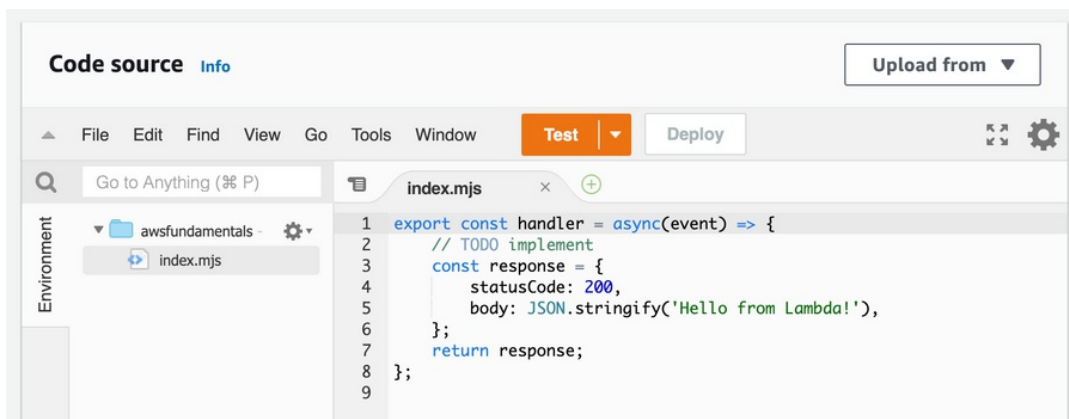 Code source Info
Upload from ▼
File Edit Find View Go Tools Window Test Deploy
Go to Anything (⌘ P)
index.mjs
Environment
awsfundamentals -
index.mjs
1 export const handler = async(event) => {
2     // TODO implement
3     const response = {
4         statusCode: 200,
5         body: JSON.stringify('Hello from Lambda!'),
6     };
7     return response;
8 };
9